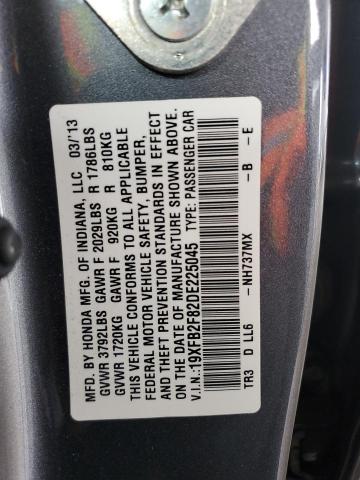 MFD. BY HONDA MFG. OF INDIANA, LLC 03/'13
GVWR 3792LBS GAWR F 2029LBS R 1786LBS
GVWR 1720KG GAWR F 920KG R 810KG
THIS VEHICLE CONFORMS TO ALL APPLICABLE
FEDERAL MOTOR VEHICLE SAFETY, BUMPER,
AND THEFT PREVENTION STANDARDS IN EFFECT
ON THE DATE OF MANUFACTURE SHOWN ABOVE.
V.I.N.:19XFB2F82DE225045 TYPE: PASSENGER CAR
TR3 D LL6 -NH737MX -B -E